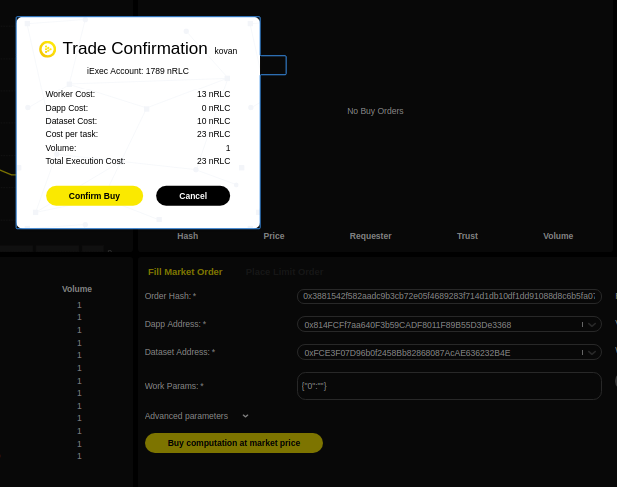 Trade Confirmation kovan
iExec Account: 1789 nRLC
Worker Cost: 13 nRLC
Dapp Cost: 0 nRLC
Dataset Cost: 10 nRLC
Cost per task: 23 nRLC
Volume: 1
Total Execution Cost: 23 nRLC
Confirm Buy Cancel
No Buy Orders
Hash Price Requester Trust Volume
Volume
1
1
1
1
1
1
1
1
1
1
1
1
1
Fill Market Order Place Limit Order
Order Hash: * 0x3881542f582aadc9b3cb72e05f4689283f714d1db10df1dd91088d8c6b5fa07
Dapp Address: * 0x814FCFf7aa640F3b59CADF8011F89B55D3De3368
Dataset Address: * 0xFCE3F07D96b0f2458Bb82868087AcAE636232B4E
Work Params: * {"0":""}
Advanced parameters
Buy computation at market price